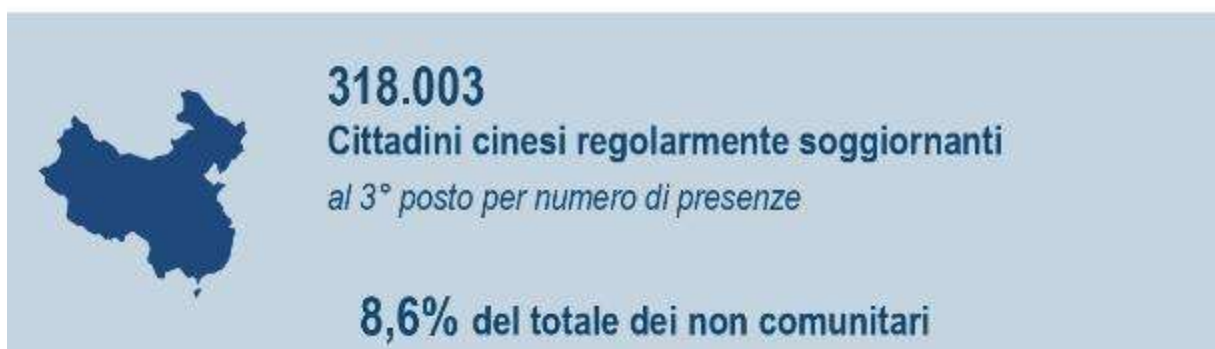 318.003
Cittadini cinesi regolarmente soggiornanti
al 3° posto per numero di presenze
8,6% del totale dei non comunitari